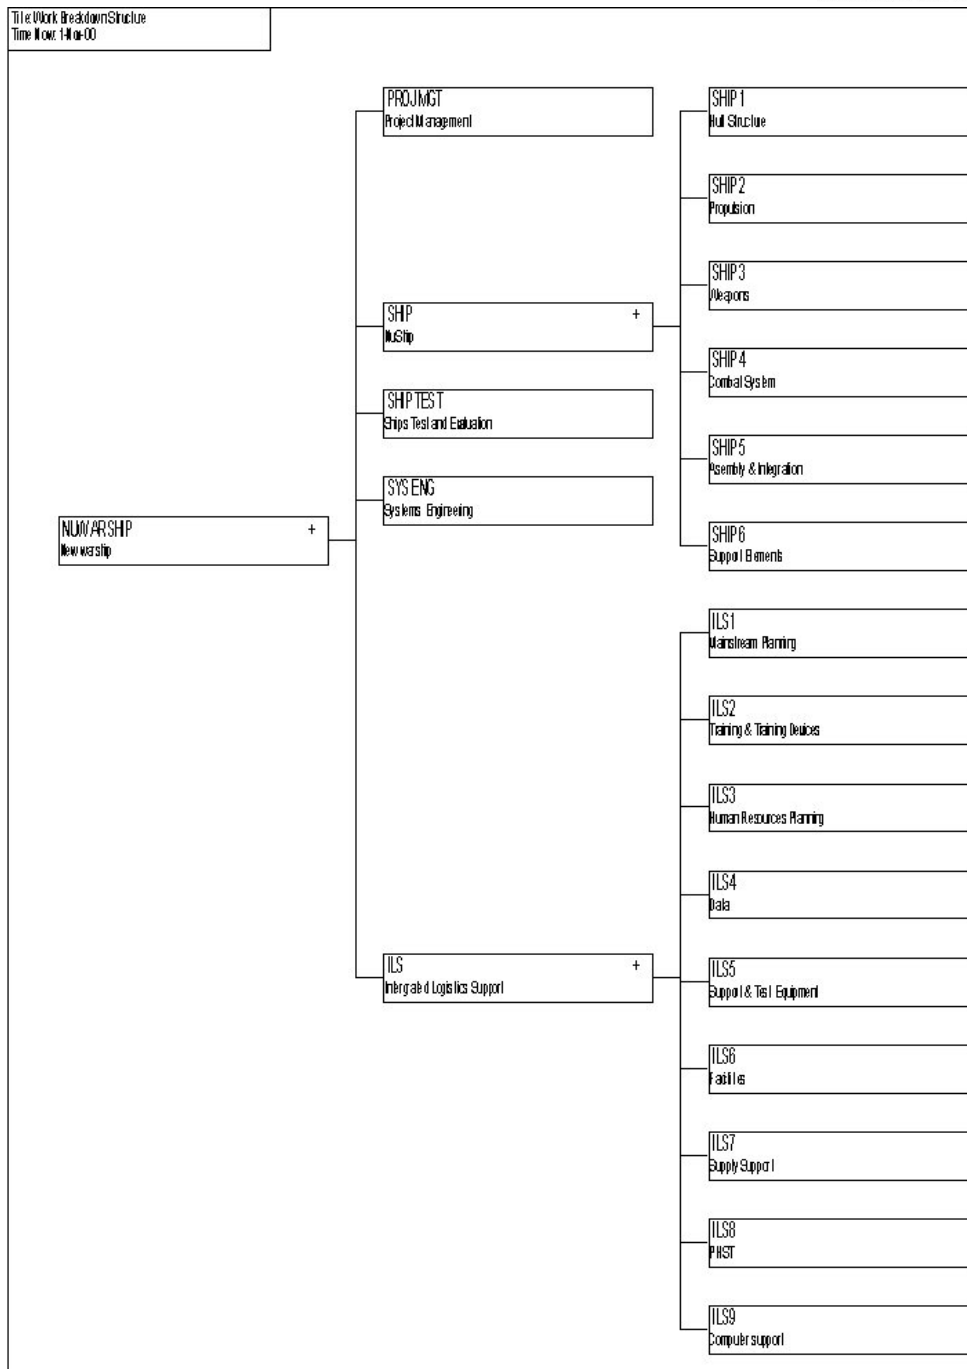 Title: Work Breakdown Structure
Time Now: 1-Mar-00
PROJMGT
Project Management
SHIP1
Hull Structure
SHIP2
Propulsion
SHIP3
Weapons
SHIP +
NuShip
SHIP4
Combat System
SHIPTEST
Ships Test and Evaluation
SHIP5
Asembly & Integration
SYSENG
Systems Engineering
NUWARSHIP +
New warship
SHIP6
Support Elements
ILS1
Mainstream Planning
ILS2
Training & Training Devices
ILS3
Human Resources Planning
ILS4
Data
ILS +
Intergrated Logistics Support
ILS5
Support & Test Equipment
ILS6
Facilities
ILS7
Supply Support
ILS8
PHST
ILS9
Computer support